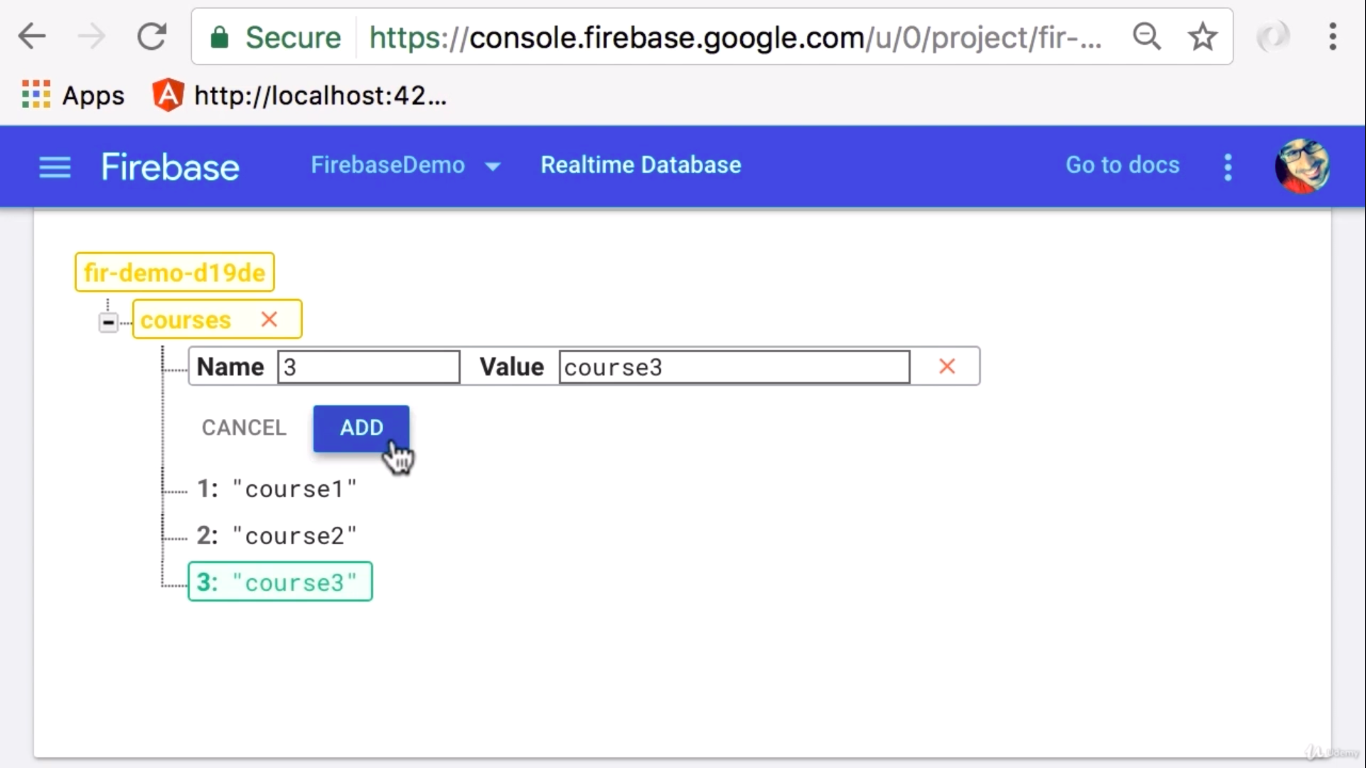 Secure https://console.firebase.google.com/u/0/project/fir-...
Apps http://localhost:42...
Firebase FirebaseDemo Realtime Database Go to docs
fir-demo-d19de
courses
Name 3 Value course3
CANCEL ADD
1: "course1"
2: "course2"
3: "course3"
Udemy